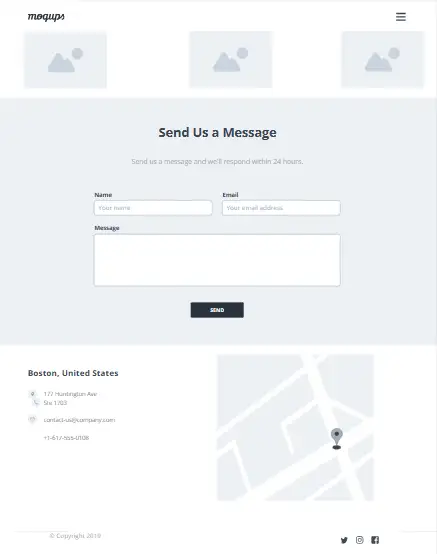 moqups
Send Us a Message
Send us a message and we'll respond within 24 hours.
Name
Email
Your name
Your email address
Message
SEND
Boston, United States
177 Huntington Ave
Ste 1703
contact-us@company.com
+1-617-555-0108
© Copyright 2018